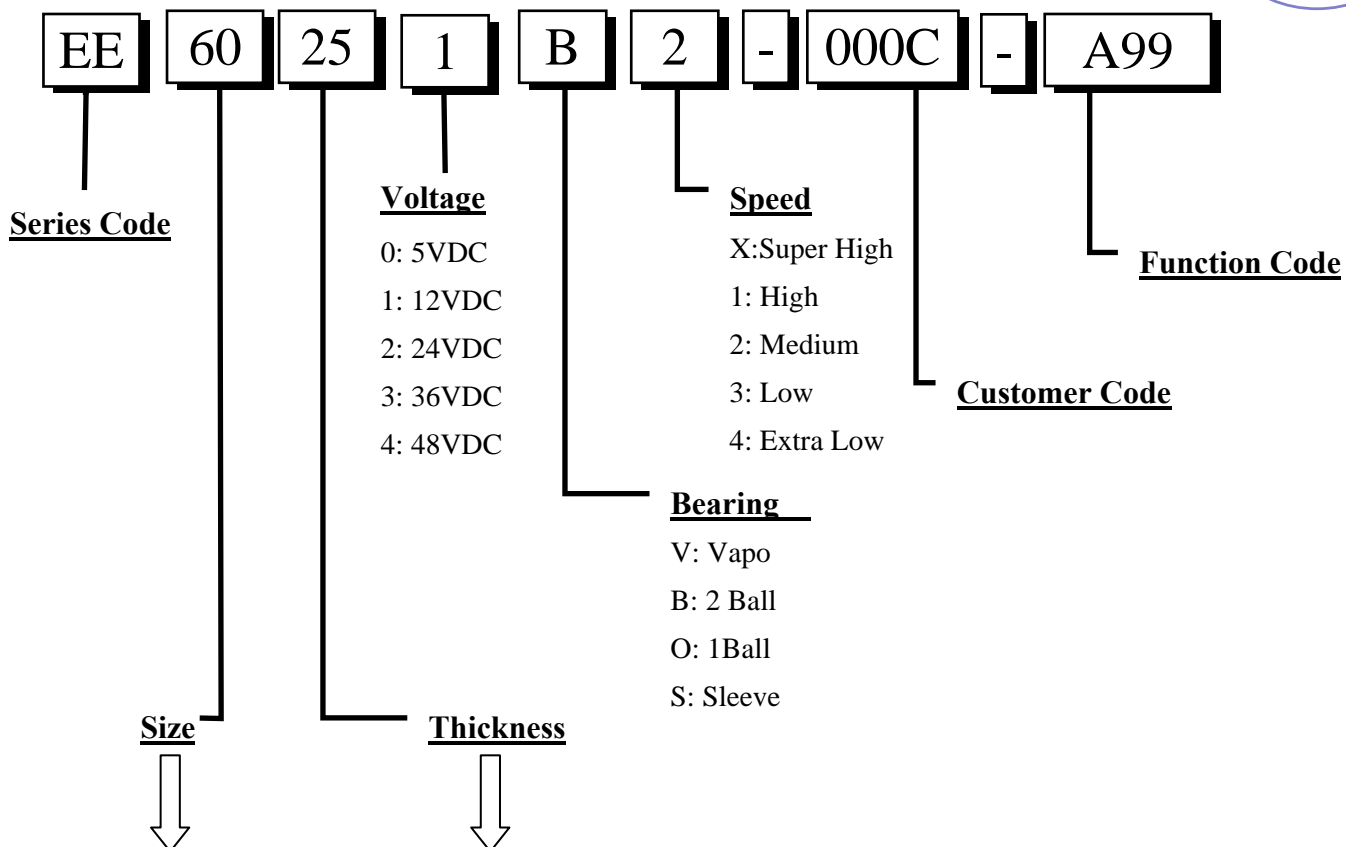 EE 60 25 1 B 2 - 000C - A99
Series Code
Voltage
0: 5VDC
1: 12VDC
2: 24VDC
3: 36VDC
4: 48VDC
Speed
X:Super High
1: High
2: Medium
3: Low
4: Extra Low
Function Code
Customer Code
Bearing
V: Vapo
B: 2 Ball
O: 1Ball
S: Sleeve
Size
Thickness